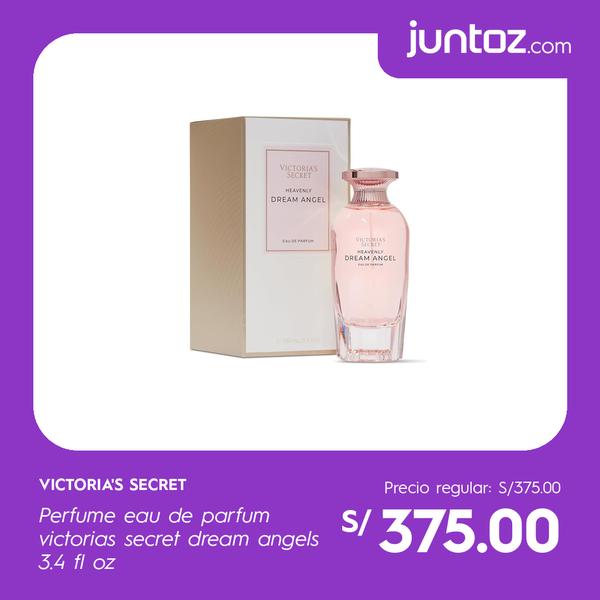 juntoz.com
VICTORIA'S
SECRET
HEAVENLY
DREAM ANGEL
EAU DE PARFUM
VICTORIA'S
SECRET
HEAVENLY
DREAM ANGEL
EAU DE PARFUM
VICTORIA'S SECRET
Perfume eau de parfum
victorias secret dream angels
3.4 fl oz
Precio regular: S/375.00
S/ 375.00